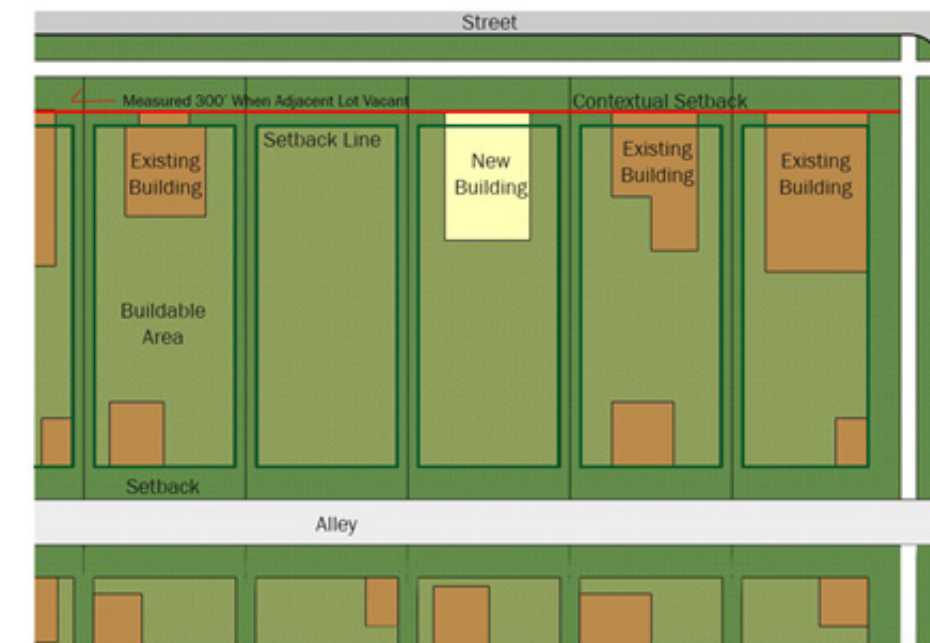 Street
Measured 300' When Adjacent Lot Vacant
Contextual Setback
Existing
Building
Setback Line
New
Building
Existing
Building
Existing
Building
Buildable
Area
Setback
Alley